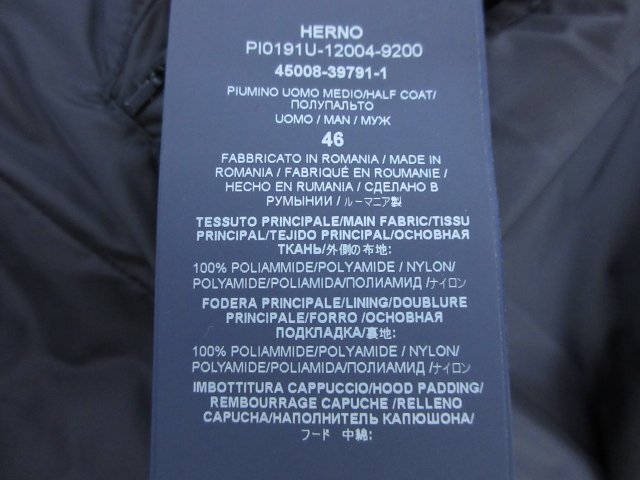 HERNO
PI0191U-12004-9200
45008-39791-1
PIUMINO UOMO MEDIO/HALF COAT/
ПОЛУПАЛЬТО
UOMO / MAN / МУЖ
46
FABBRICATO IN ROMANIA / MADE IN
ROMANIA / FABRIQUÉ EN ROUMANIE /
HECHO EN RUMANIA / СДЕЛАНО В
РУМЫНИИ / ルーマニア製
TESSUTO PRINCIPALE/MAIN FABRIC/TISSU
PRINCIPAL/TEJIDO PRINCIPAL/ОСНОВНАЯ
ТКАНЬ/外側の布地:
100% POLIAMMIDE/POLYAMIDE / NYLON/
POLYAMIDE/POLIAMIDA/ПОЛИАМИД /ナイロン
FODERA PRINCIPALE/LINING/DOUBLURE
PRINCIPALE/FORRO /ОСНОВНАЯ
ПОДКЛАДКА/裏地:
100% POLIAMMIDE/POLYAMIDE / NYLON/
POLYAMIDE/POLIAMIDA/ПОЛИАМИД /ナイロン
IMBOTTITURA CAPPUCCIO/HOOD PADDING/
REMBOURRAGE CAPUCHE /RELLENO
CAPUCHA/НАПОЛНИТЕЛЬ КАПЮШОНА/
フード 中綿: